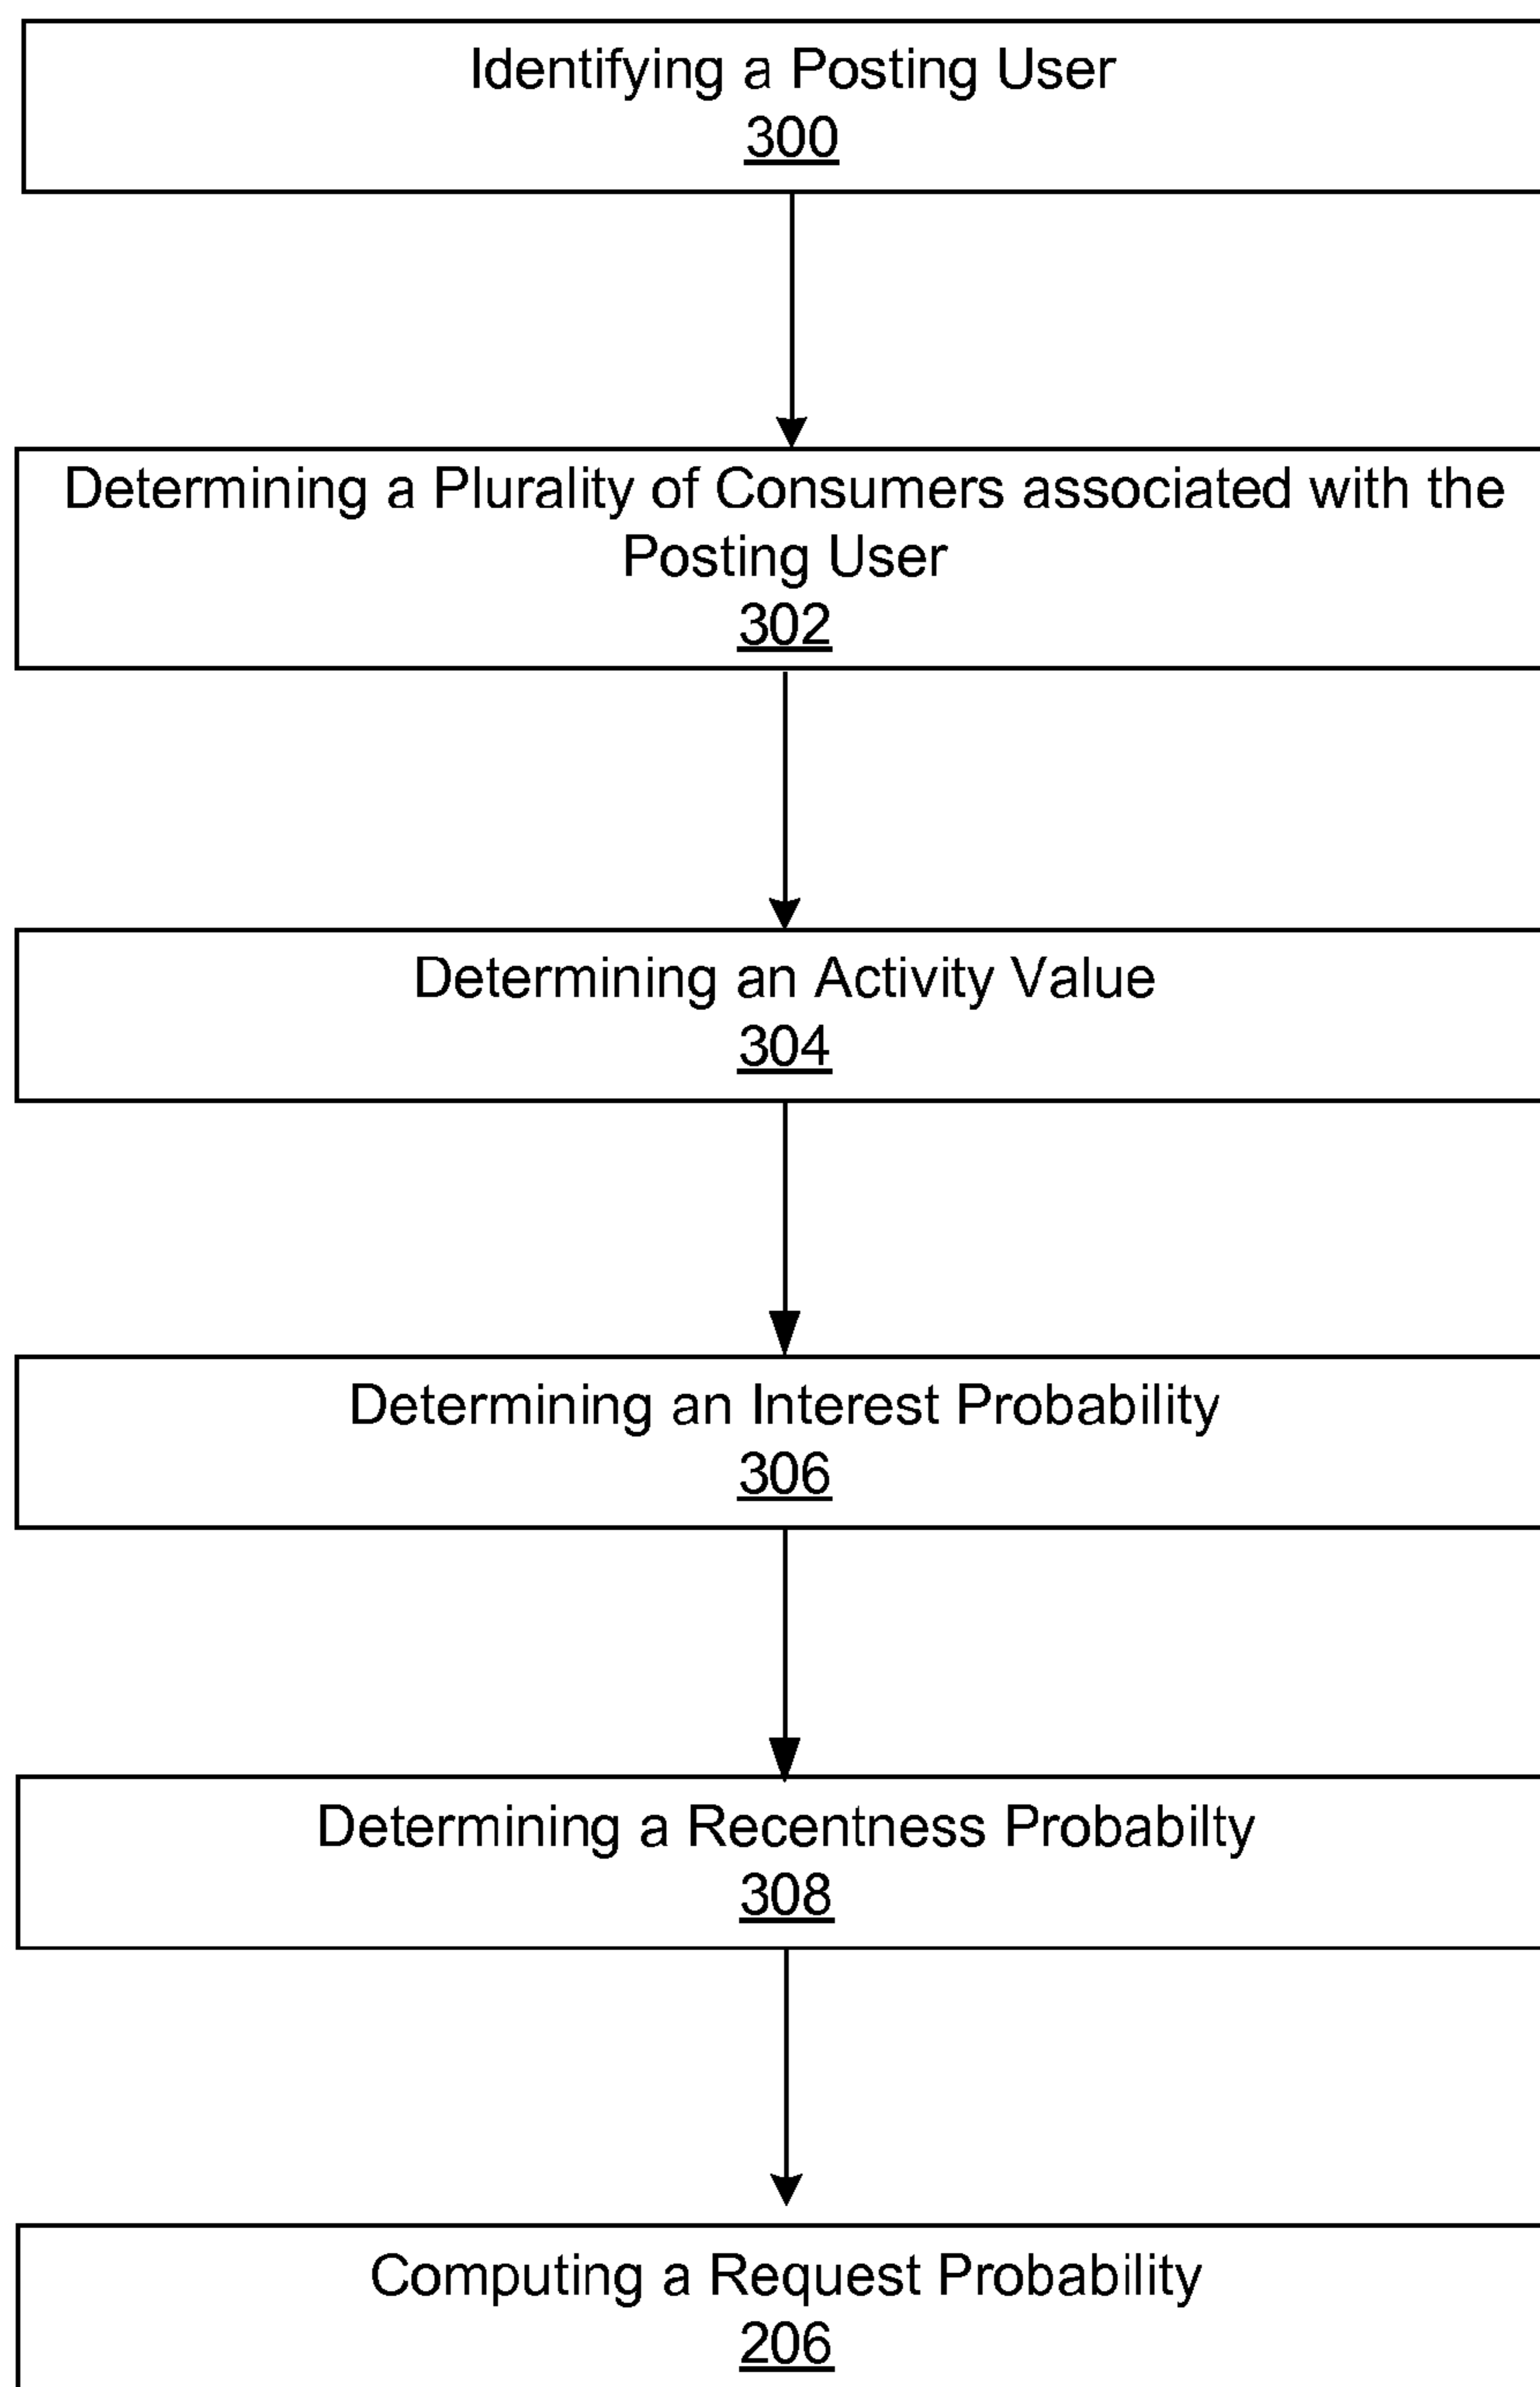 Identifying a Posting User
300
Determining a Plurality of Consumers associated with the
Posting User
302
Determining an Activity Value
304
Determining an Interest Probability
306
Determining a Recentness Probabilty
308
Computing a Request Probability
206